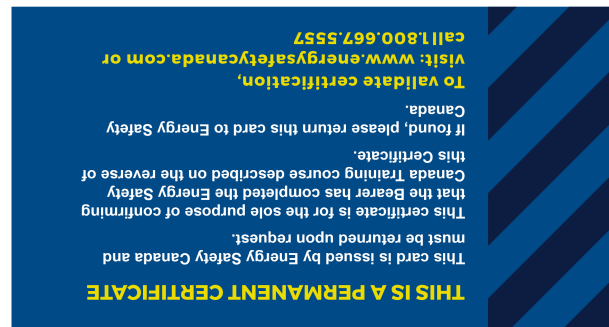 THIS IS A PERMANENT CERTIFICATE
This card is issued by Energy Safety Canada and
must be returned upon request.
This certificate is for the sole purpose of confirming
that the Bearer has completed the Energy Safety
Canada Training course described on the reverse of
this Certificate.
If found, please return this card to Energy Safety
Canada.
To validate certification,
visit: www.energysafetycanada.com or
call1.800.667.5557